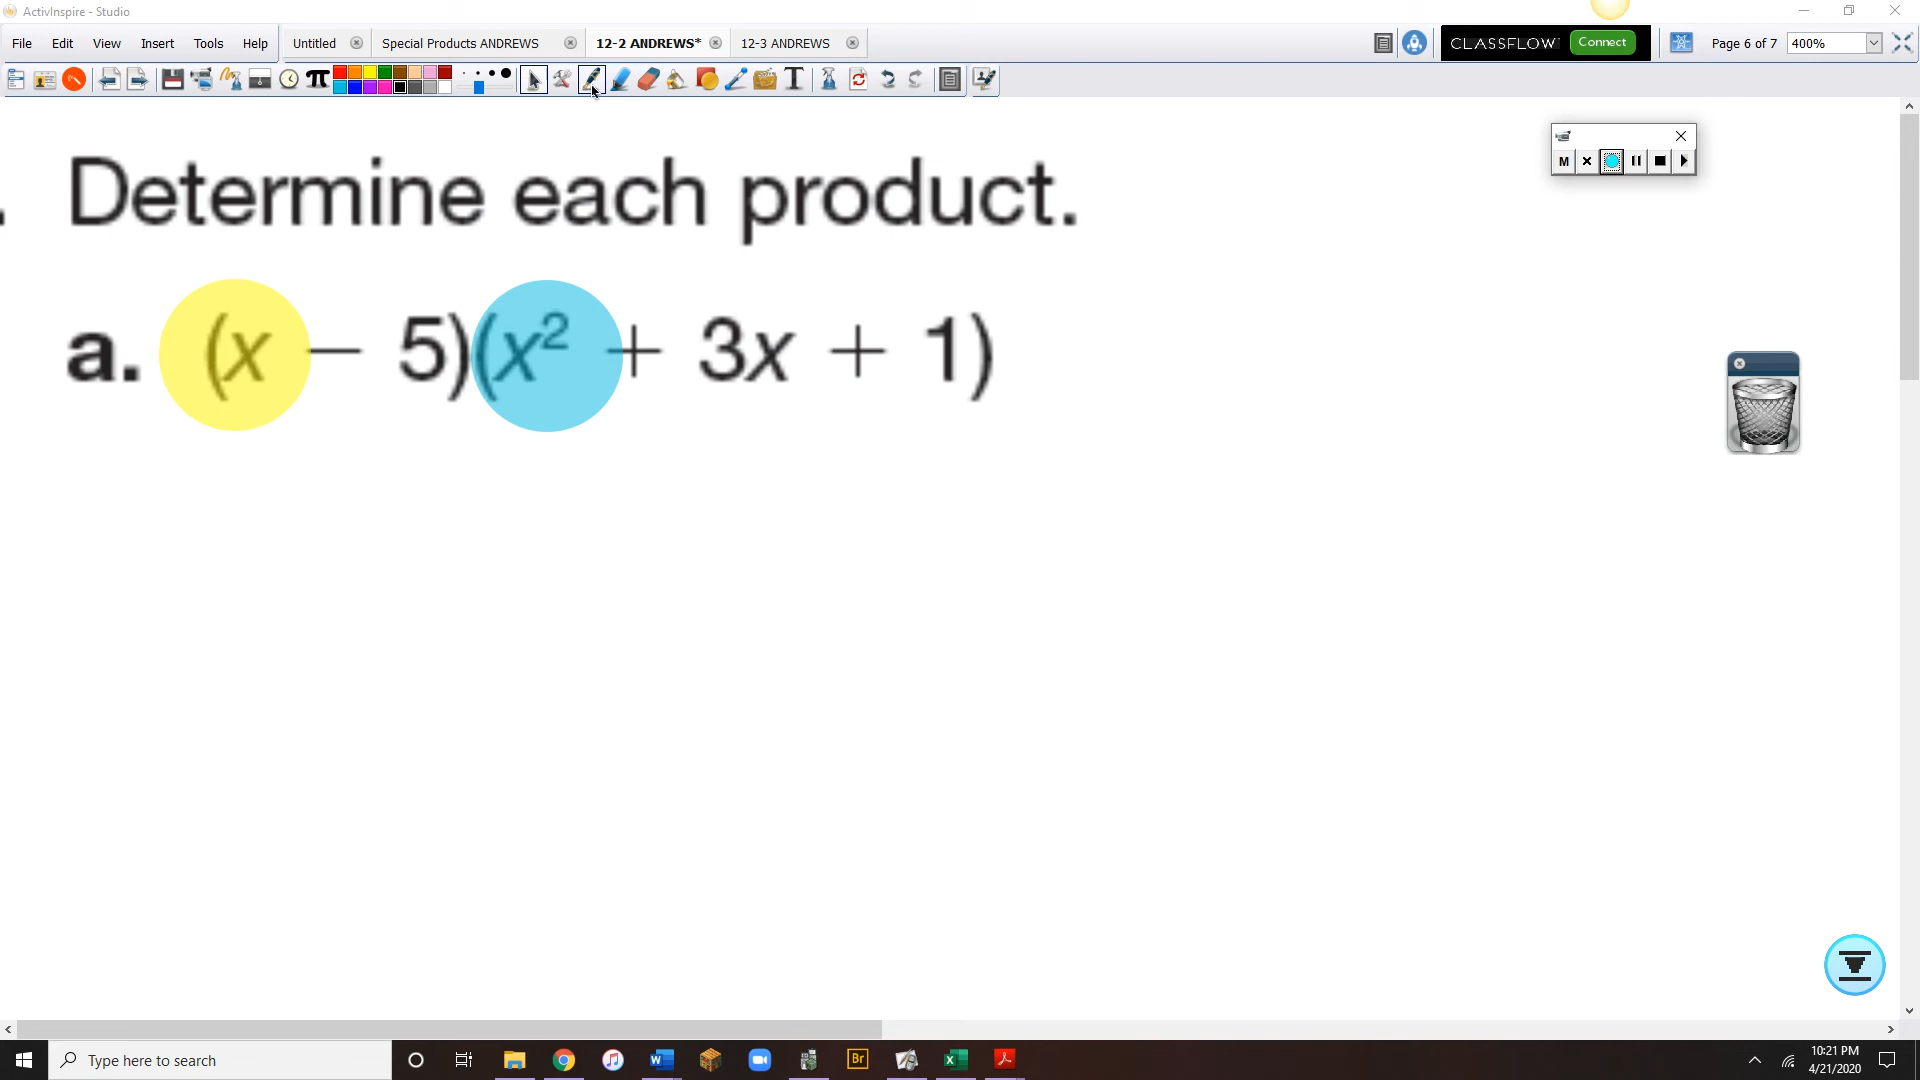 ActivInspire - Studio
File Edit View Insert Tools Help Untitled Special Products ANDREWS 12-2 ANDREWS* 12-3 ANDREWS CLASSFLOW Connect Page 6 of 7 400%
T
M
. Determine each product.
a. (x − 5)(x² + 3x + 1)
Type here to search
W Br
10:21 PM
4/21/2020